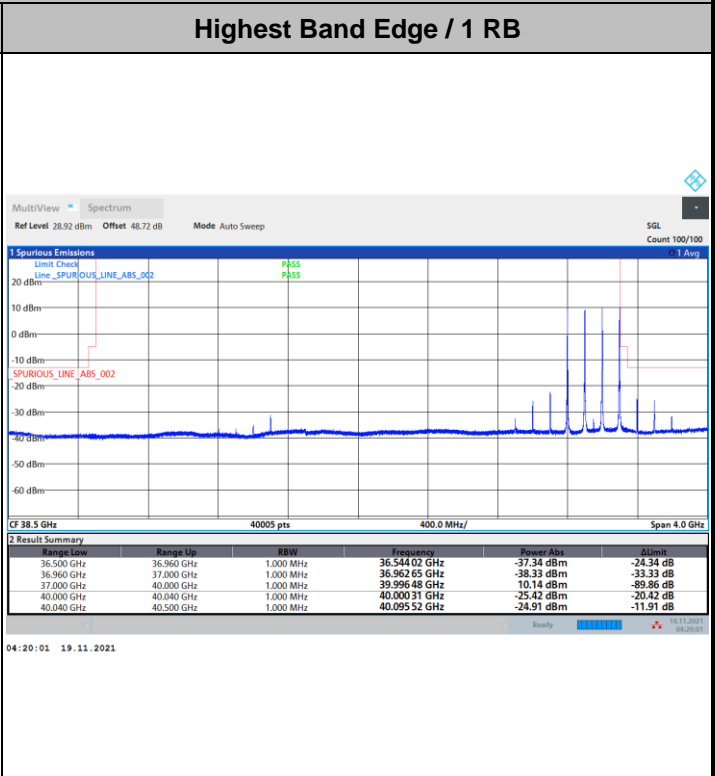 Highest Band Edge / 1 RB
MultiView Spectrum
Ref Level 28.92 dBm Offset 48.72 dB Mode Auto Sweep SGL
Count 100/100
1 Spurious Emissions 1 Avg
Limit Check PASS
Line _SPURIOUS_LINE_ABS_002 PASS
20 dBm
10 dBm
0 dBm
-10 dBm
_SPURIOUS_LINE_ABS_002
-20 dBm
-30 dBm
-40 dBm
-50 dBm
-60 dBm
CF 38.5 GHz 40005 pts 400.0 MHz/ Span 4.0 GHz
2 Result Summary
Range Low Range Up RBW Frequency Power Abs ΔLimit
36.500 GHz 36.960 GHz 1.000 MHz 36.544 02 GHz -37.34 dBm -24.34 dB
36.960 GHz 37.000 GHz 1.000 MHz 36.962 65 GHz -38.33 dBm -33.33 dB
37.000 GHz 40.000 GHz 1.000 MHz 39.996 48 GHz 10.14 dBm -89.86 dB
40.000 GHz 40.040 GHz 1.000 MHz 40.000 31 GHz -25.42 dBm -20.42 dB
40.040 GHz 40.500 GHz 1.000 MHz 40.095 52 GHz -24.91 dBm -11.91 dB
Ready 19.11.2021
04:20:01
04:20:01 19.11.2021